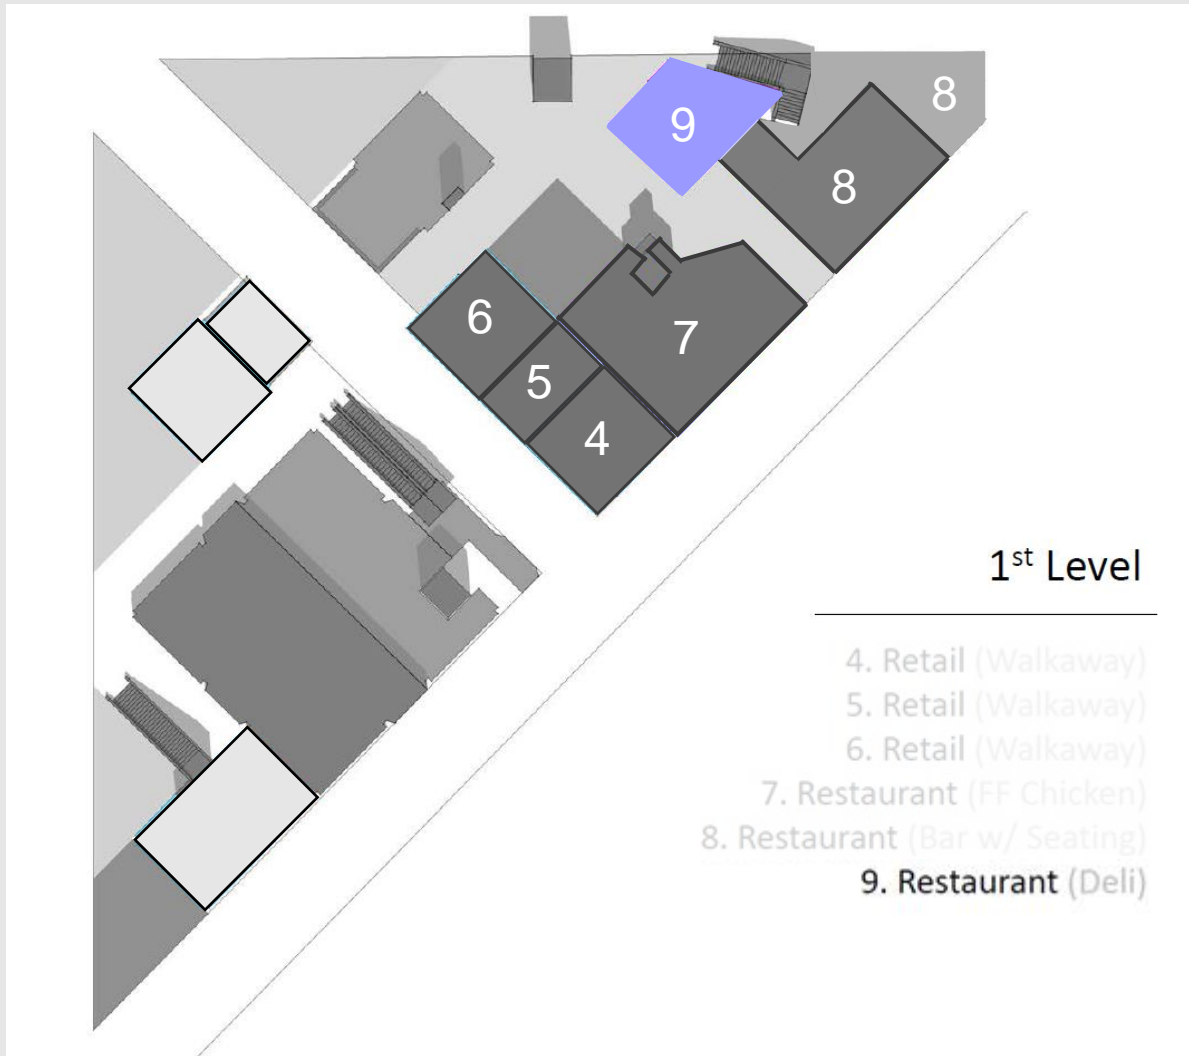 8
9
8
6
7
5
4
1st Level
4. Retail (Walkaway)
5. Retail (Walkaway)
6. Retail (Walkaway)
7. Restaurant (FF Chicken)
8. Restaurant (Bar w/ Seating)
9. Restaurant (Deli)